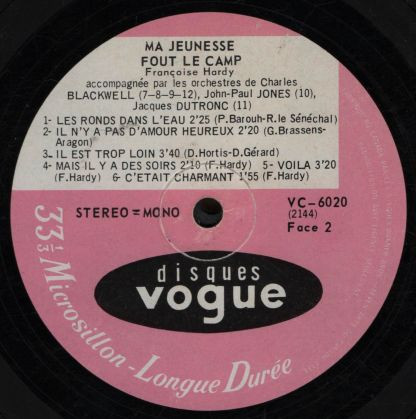 MA JEUNESSE
FOUT LE CAMP
Françoise Hardy
accompagnée par les orchestres de Charles
BLACKWELL (7-8-9-12), John-Paul JONES (10),
Jacques DUTRONC (11)
1- LES RONDS DANS L'EAU 2'25 (P.Barouh-R.le Sénéchal)
2- IL N'Y A PAS D'AMOUR HEUREUX 2'20 (G.Brassens-
Aragon)
3- IL EST TROP LOIN 3'40 (D.Hortis-D.Gérard)
4- MAIS IL Y A DES SOIRS 2'10 (F.Hardy) 5- VOILA 3'20
(F.Hardy) 6- C'ETAIT CHARMANT 1'55 (F.Hardy)
STEREO = MONO
VC-6020
(2144)
Face 2
disques
vogue
33 1/3 Microsillon - Longue Durée